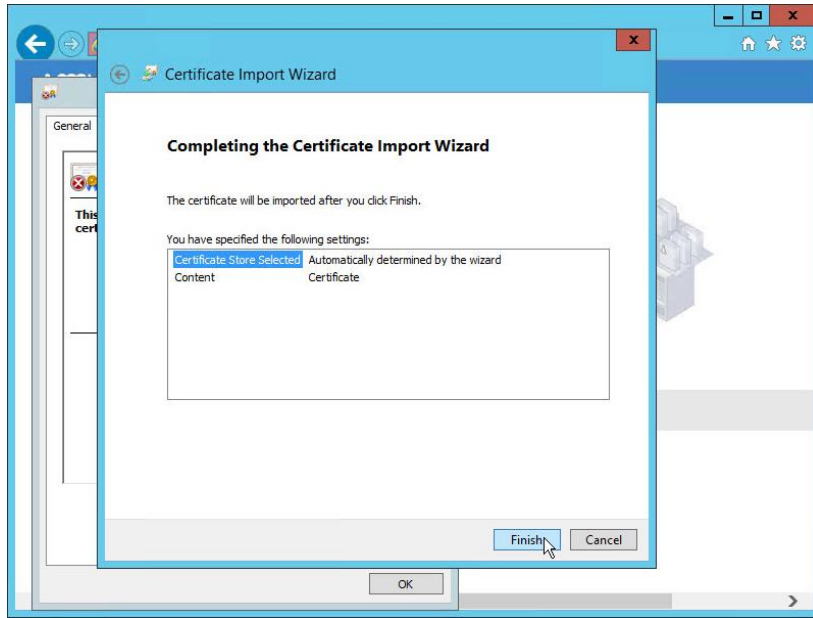 Certificate Import Wizard
General
Completing the Certificate Import Wizard
This
cert
The certificate will be imported after you click Finish.
You have specified the following settings:
Certificate Store Selected Automatically determined by the wizard
Content Certificate
Finish Cancel
OK